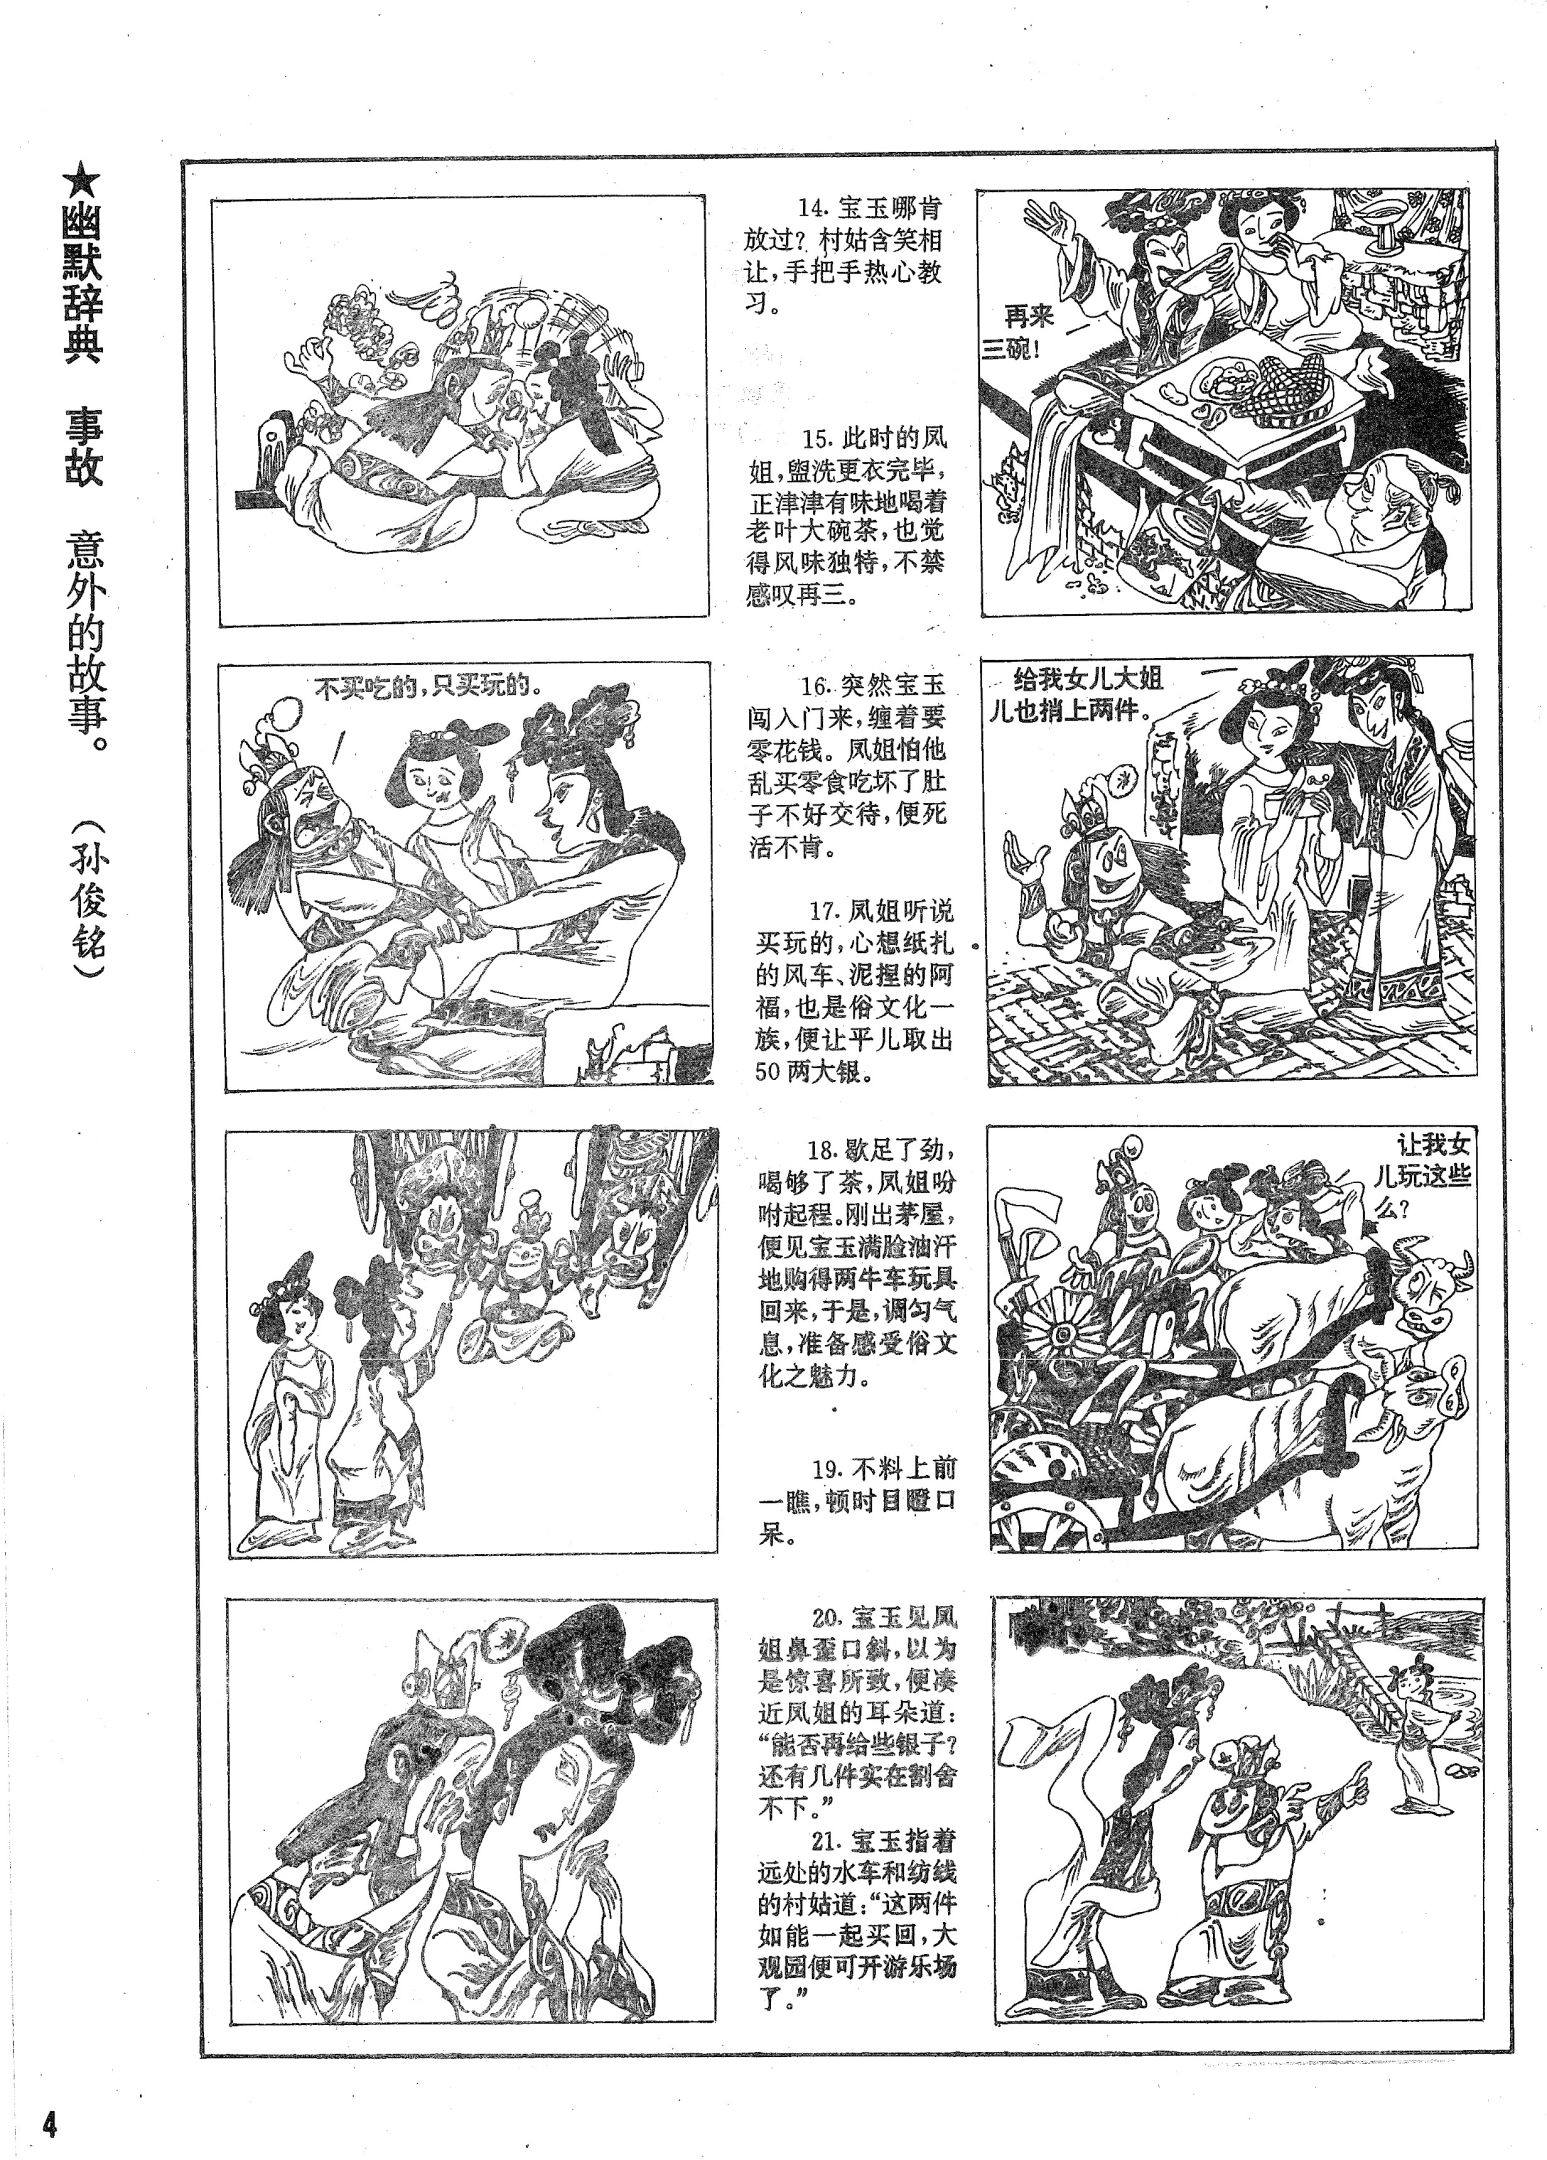 ★幽默辞典　事故　意外的故事。　（孙俊铭）
14. 宝玉哪肯
放过？村姑含笑相
让，手把手热心教
习。
再来
三碗！
15. 此时的凤
姐，盥洗更衣完毕，
正津津有味地喝着
老叶大碗茶，也觉
得风味独特，不禁
感叹再三。
不买吃的，只买玩的。
16. 突然宝玉
闯入门来，缠着要
零花钱。凤姐怕他
乱买零食吃坏了肚
子不好交待，便死
活不肯。
给我女儿大姐
儿也捎上两件。
17. 凤姐听说
买玩的，心想纸扎
的风车、泥捏的阿
福，也是俗文化一
族，便让平儿取出
50两大银。
18. 歇足了劲，
喝够了茶，凤姐吩
咐起程。刚出茅屋，
便见宝玉满脸油汗
地购得两牛车玩具
回来，于是，调匀气
息，准备感受俗文
化之魅力。
让我女
儿玩这些
么？
19. 不料上前
一瞧，顿时目瞪口
呆。
20. 宝玉见凤
姐鼻歪口斜，以为
是惊喜所致，便凑
近凤姐的耳朵道：
“能否再给些银子？
还有几件实在割舍
不下。”
21. 宝玉指着
远处的水车和纺线
的村姑道：“这两件
如能一起买回，大
观园便可开游乐场
了。”
4